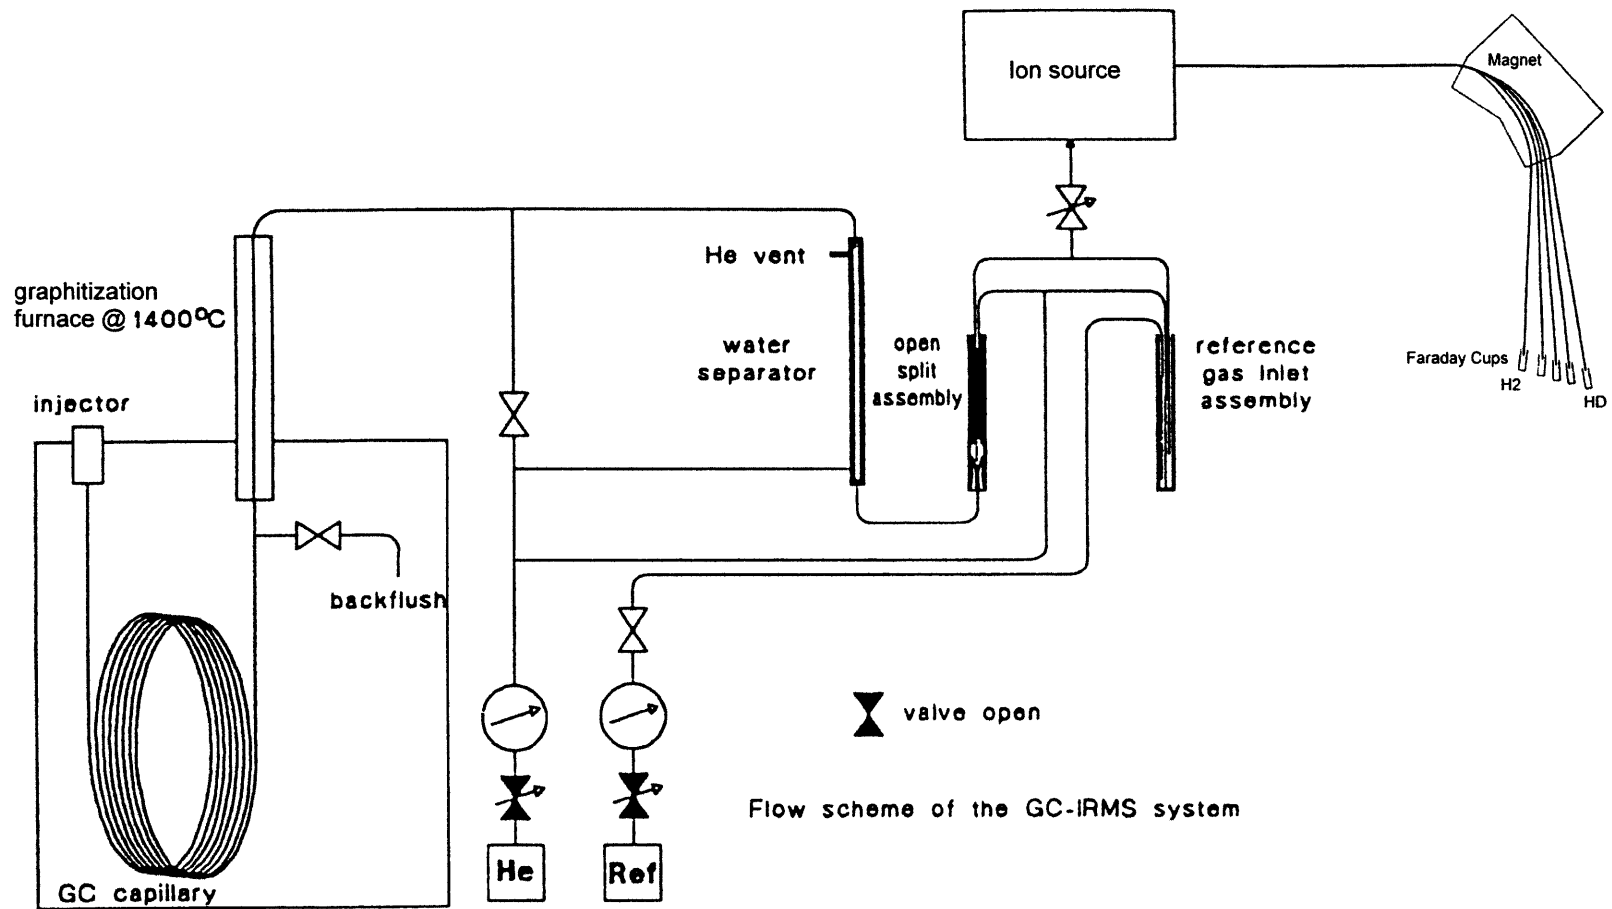 Ion source
Magnet
He vent
graphitization
furnace @ 1400°C
water
separator
open
split
assembly
reference
gas inlet
assembly
Faraday Cups
H2
HD
injector
backflush
valve open
Flow scheme of the GC-IRMS system
He
Ref
GC capillary